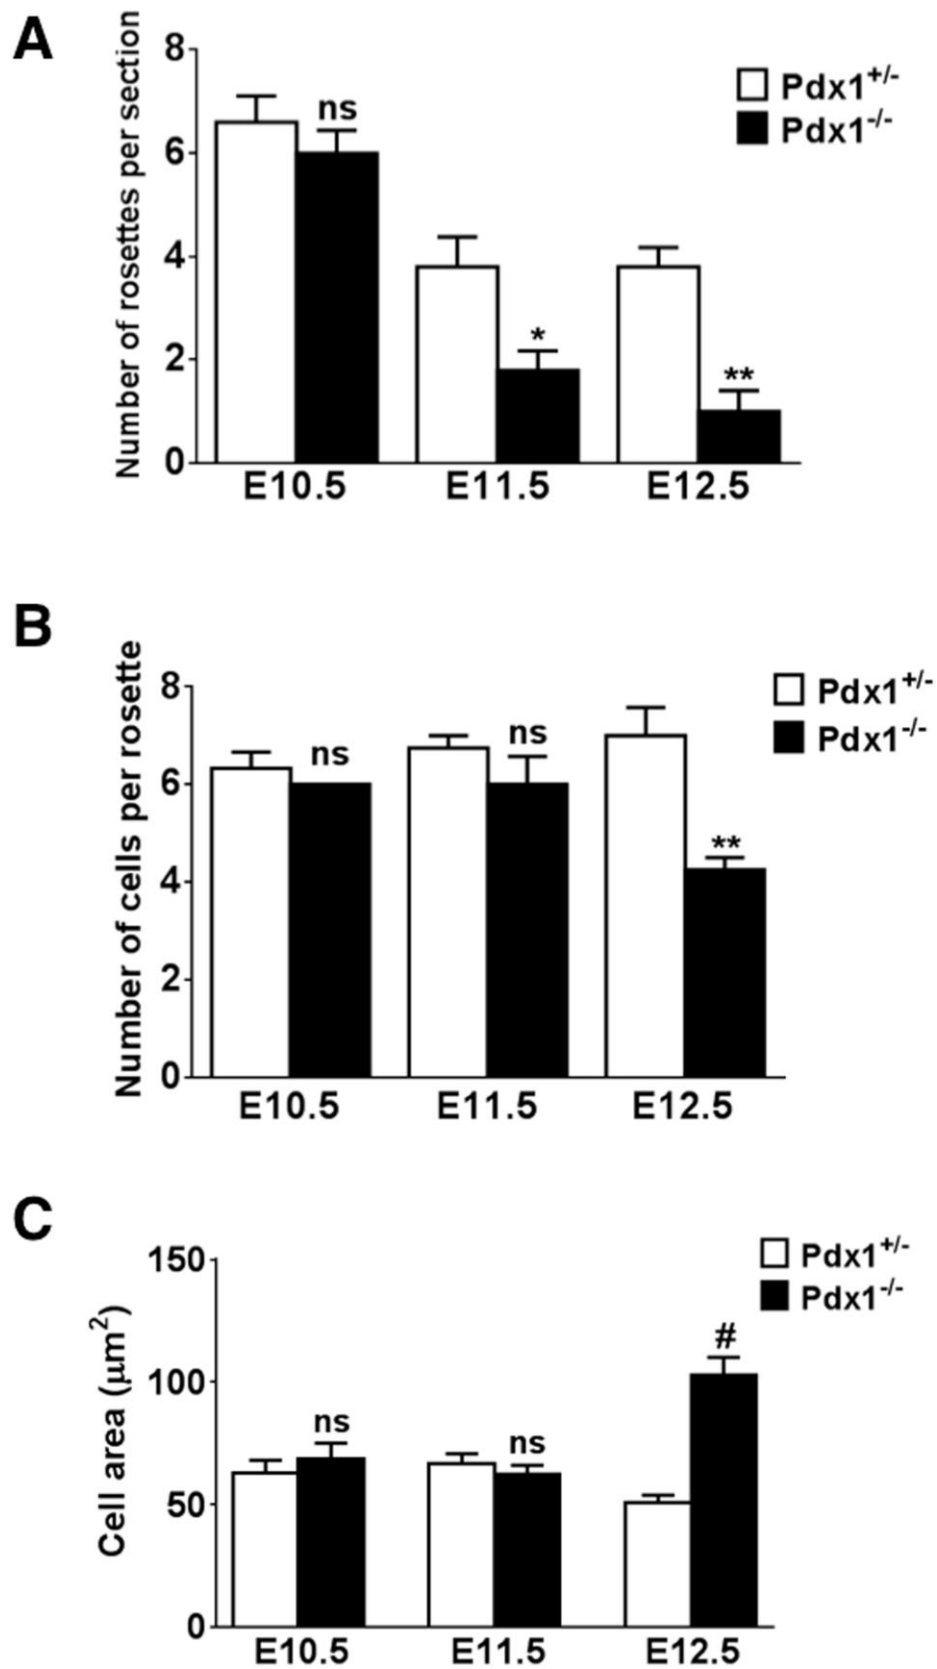 A
Number of rosettes per section
8
6
4
2
0
ns
*
**
Pdx1+/-
Pdx1-/-
E10.5 E11.5 E12.5
B
Number of cells per rosette
8
6
4
2
0
ns
ns
**
Pdx1+/-
Pdx1-/-
E10.5 E11.5 E12.5
C
Cell area (μm²)
150
100
50
0
ns
ns
#
Pdx1+/-
Pdx1-/-
E10.5 E11.5 E12.5